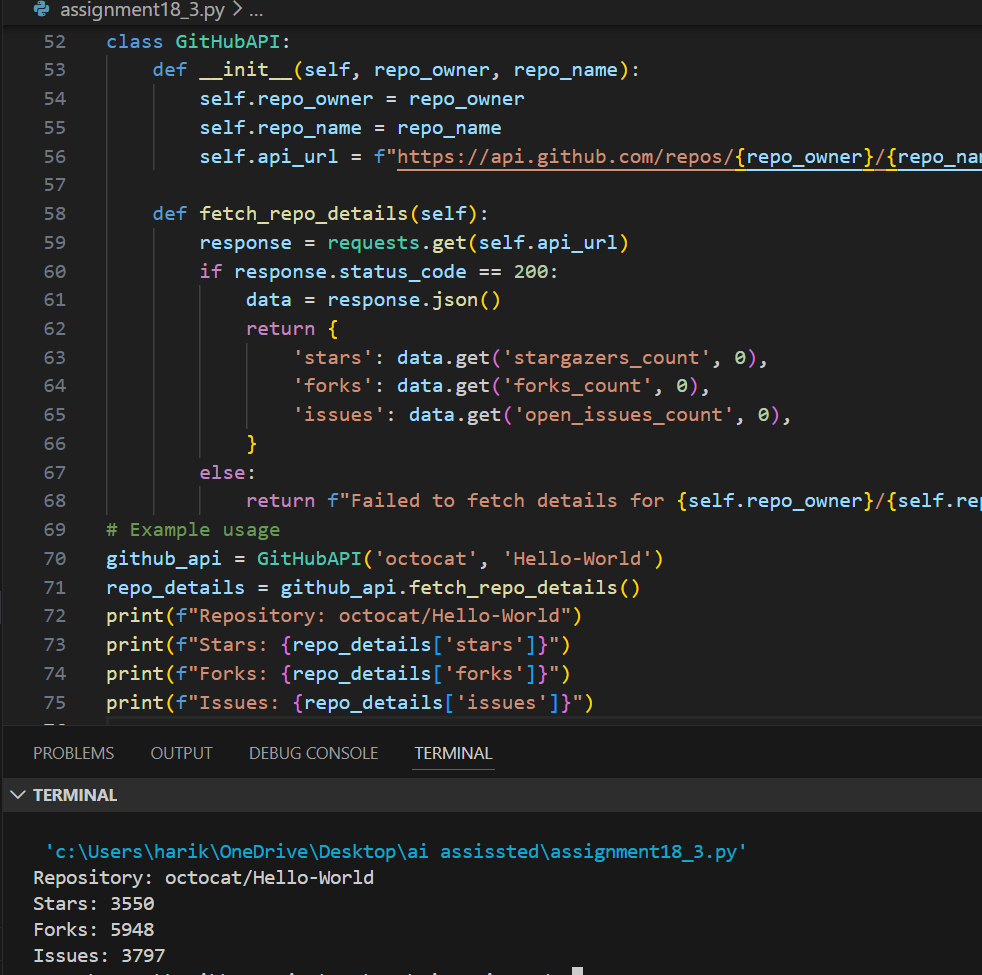 assignment18_3.py > ...
52 class GitHubAPI:
53 def __init__(self, repo_owner, repo_name):
54 self.repo_owner = repo_owner
55 self.repo_name = repo_name
56 self.api_url = f"https://api.github.com/repos/{repo_owner}/{repo_na
57
58 def fetch_repo_details(self):
59 response = requests.get(self.api_url)
60 if response.status_code == 200:
61 data = response.json()
62 return {
63 'stars': data.get('stargazers_count', 0),
64 'forks': data.get('forks_count', 0),
65 'issues': data.get('open_issues_count', 0),
66 }
67 else:
68 return f"Failed to fetch details for {self.repo_owner}/{self.rep
69 # Example usage
70 github_api = GitHubAPI('octocat', 'Hello-World')
71 repo_details = github_api.fetch_repo_details()
72 print(f"Repository: octocat/Hello-World")
73 print(f"Stars: {repo_details['stars']}")
74 print(f"Forks: {repo_details['forks']}")
75 print(f"Issues: {repo_details['issues']}")
PROBLEMS OUTPUT DEBUG CONSOLE TERMINAL
TERMINAL
'c:\Users\harik\OneDrive\Desktop\ai assissted\assignment18_3.py'
Repository: octocat/Hello-World
Stars: 3550
Forks: 5948
Issues: 3797